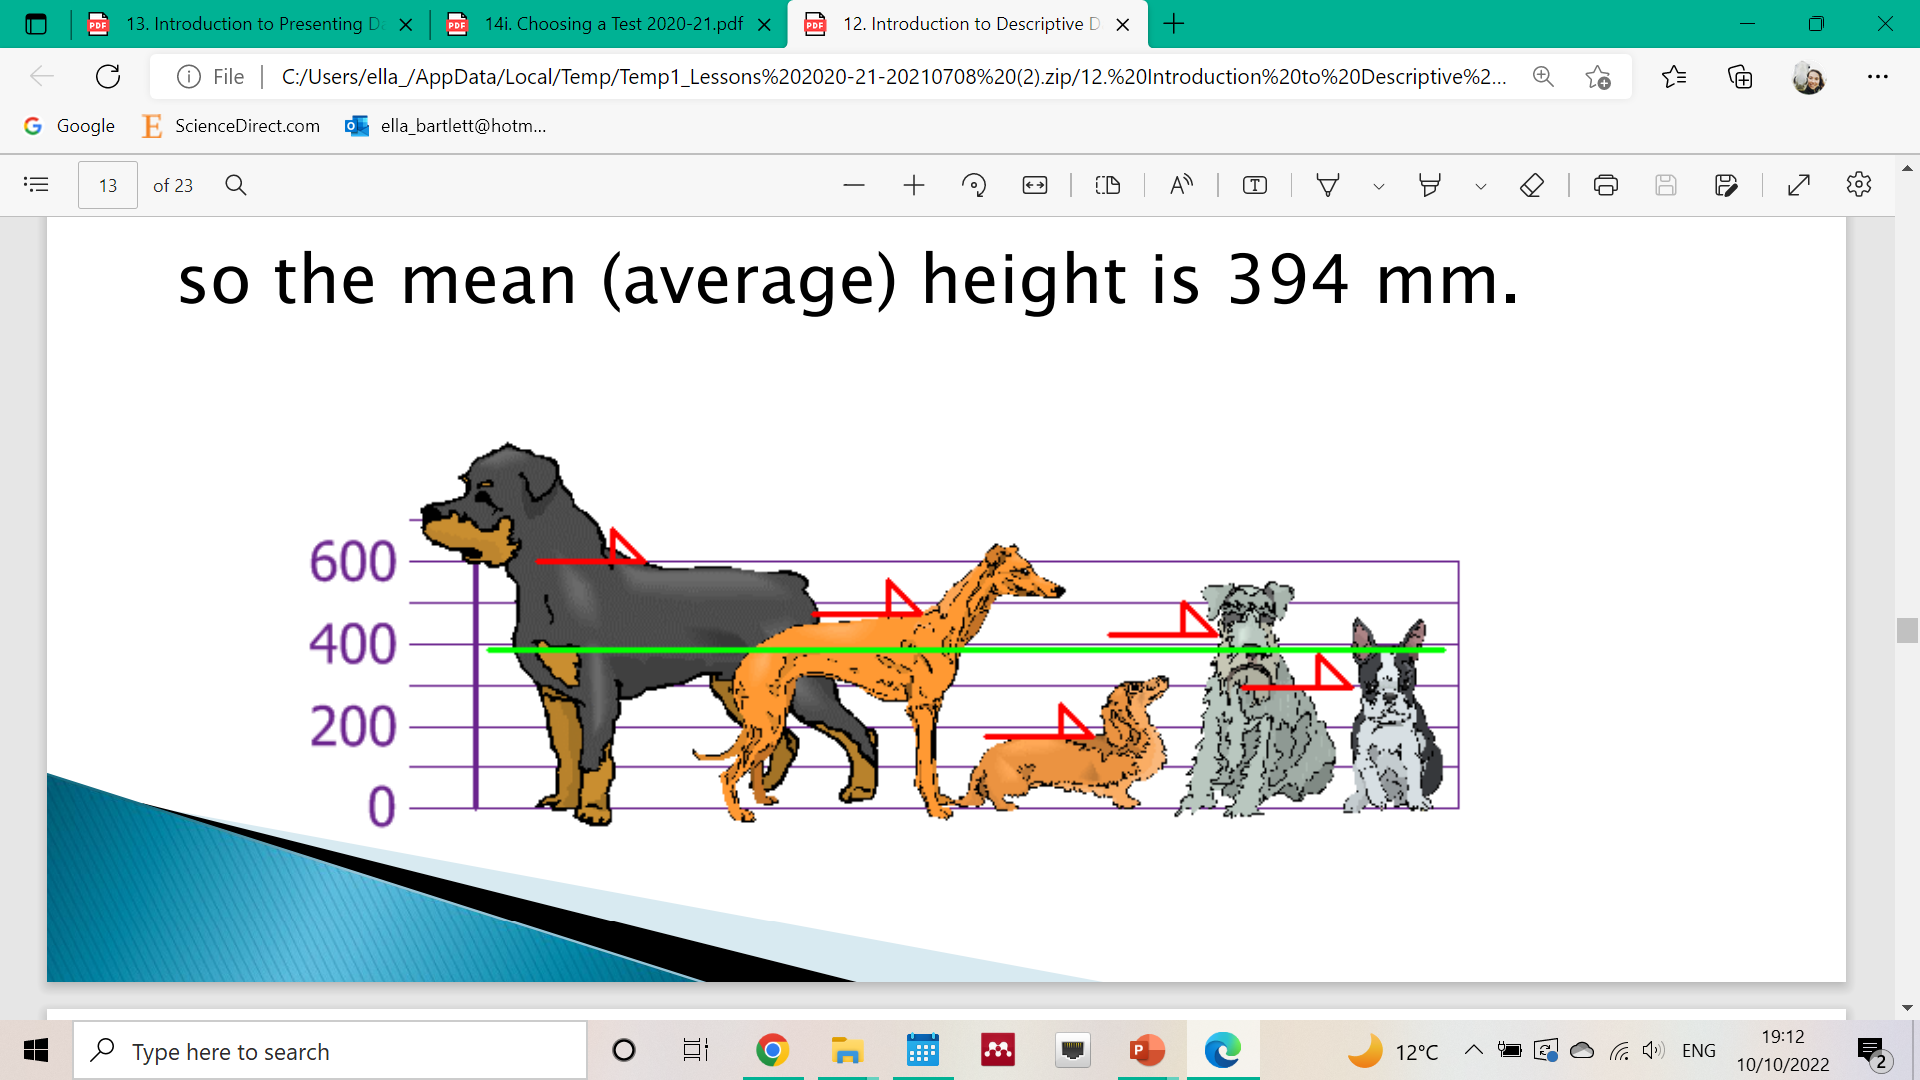 13. Introduction to Presenting Da
14i. Choosing a Test 2020-21.pdf
12. Introduction to Descriptive D
File
C:/Users/ella_/AppData/Local/Temp/Temp1_Lessons%202020-21-20210708%20(2).zip/12.%20Introduction%20to%20Descriptive%2...
Google
ScienceDirect.com
ella_bartlett@hotm...
13 of 23
so the mean (average) height is 394 mm.
600
400
200
0
Type here to search
12°C
ENG
19:12
10/10/2022
2